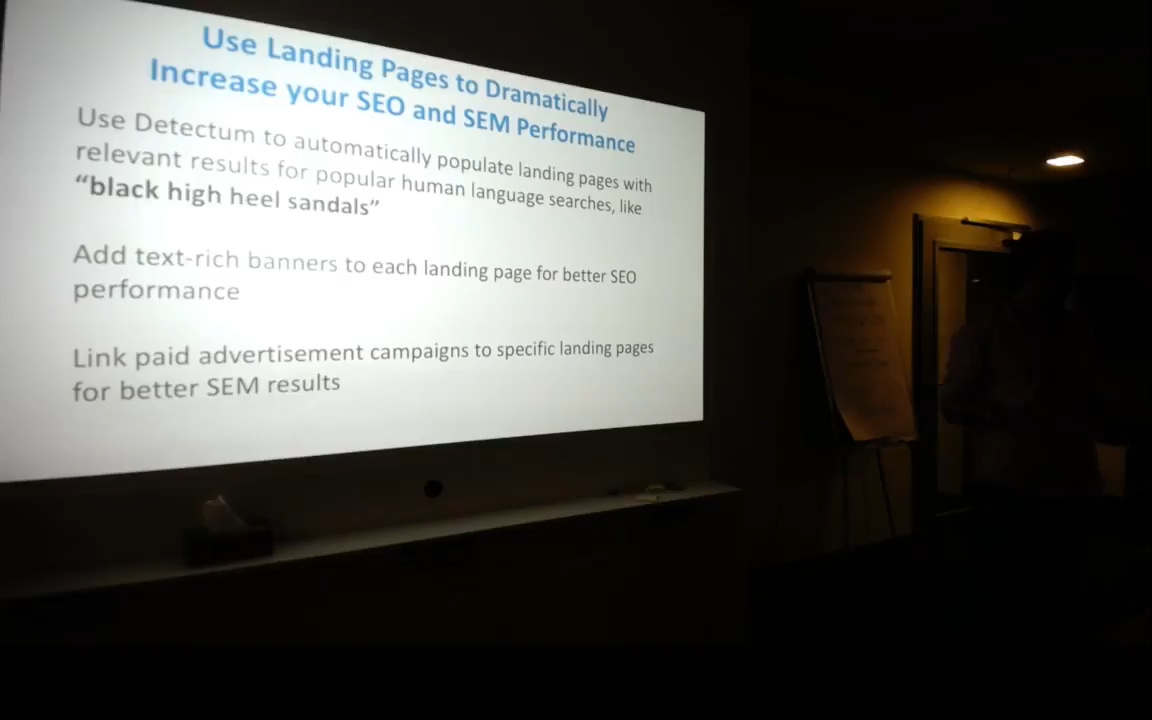 Use Landing Pages to Dramatically
Increase your SEO and SEM Performance
Use Detectum to automatically populate landing pages with
relevant results for popular human language searches, like
“black high heel sandals”
Add text-rich banners to each landing page for better SEO
performance
Link paid advertisement campaigns to specific landing pages
for better SEM results